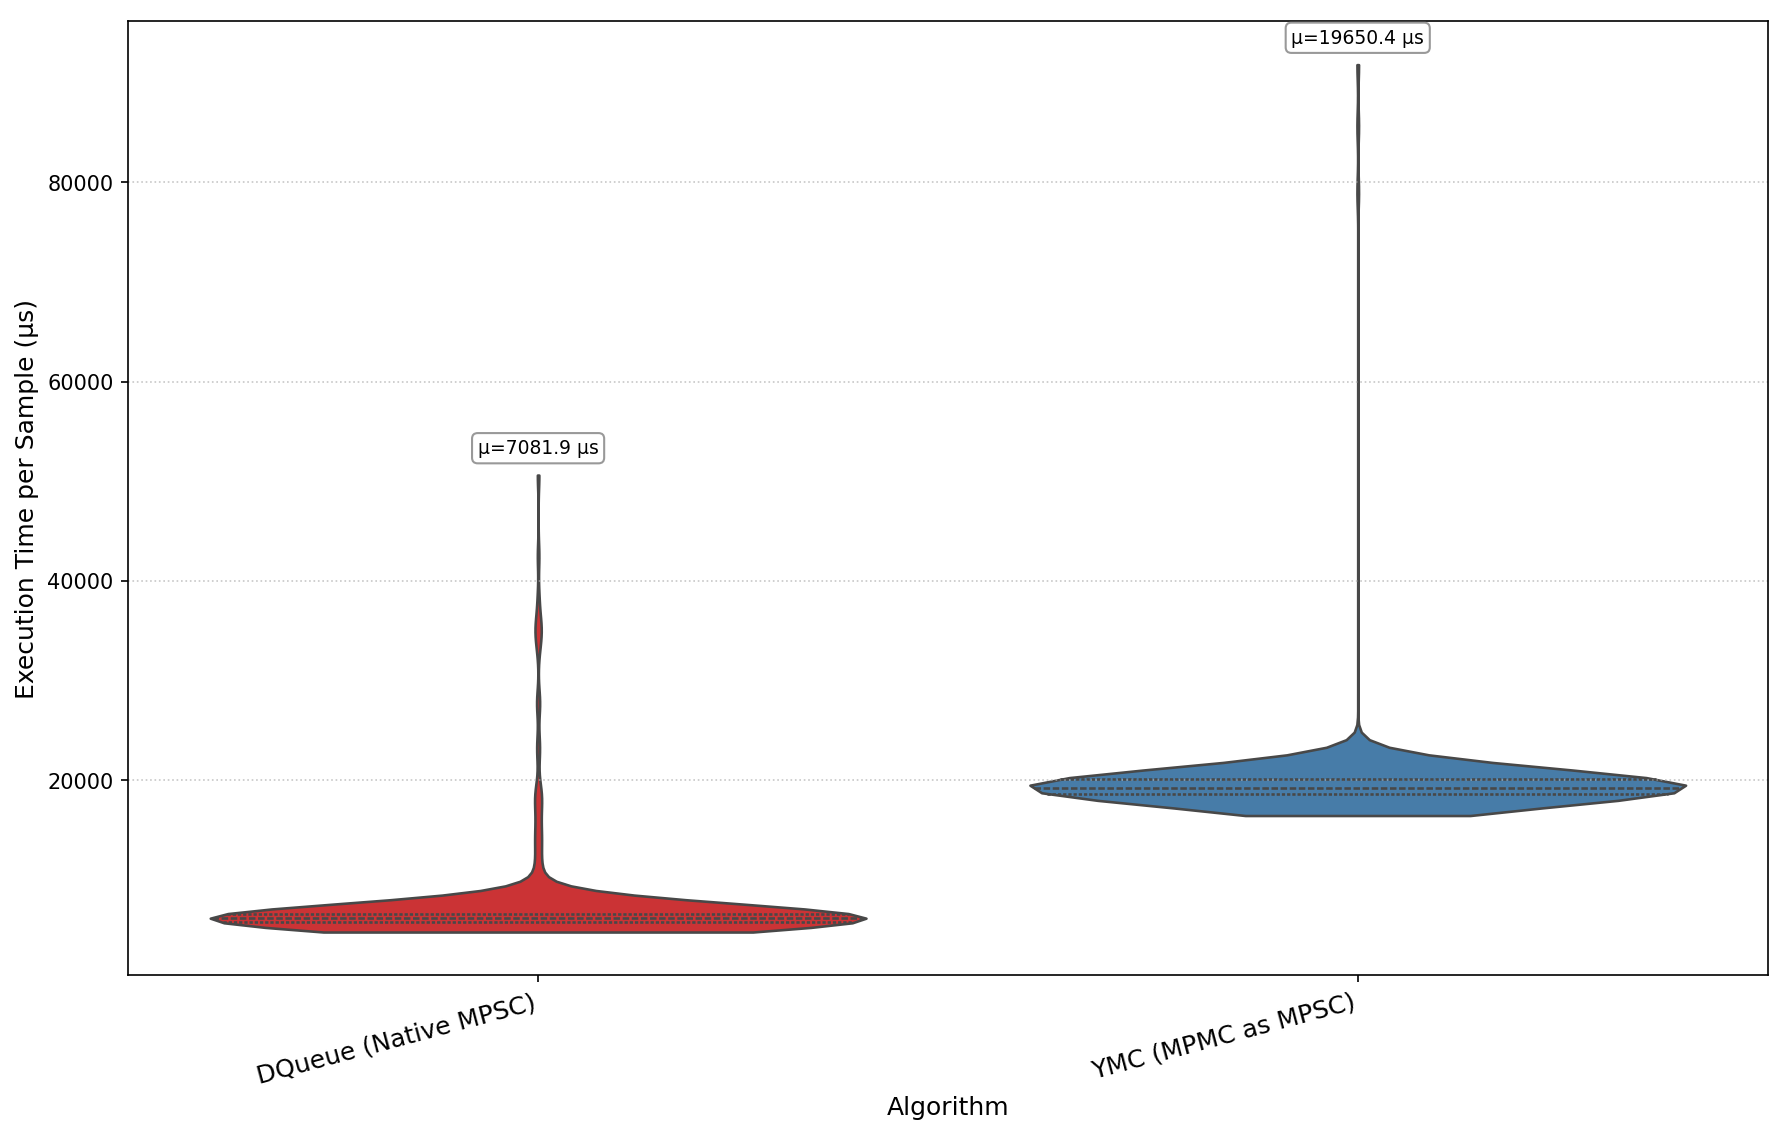 μ=19650.4 μs
80000
60000
μ=7081.9 μs
40000
20000
Execution Time per Sample (μs)
DQueue (Native MPSC)
YMC (MPMC as MPSC)
Algorithm